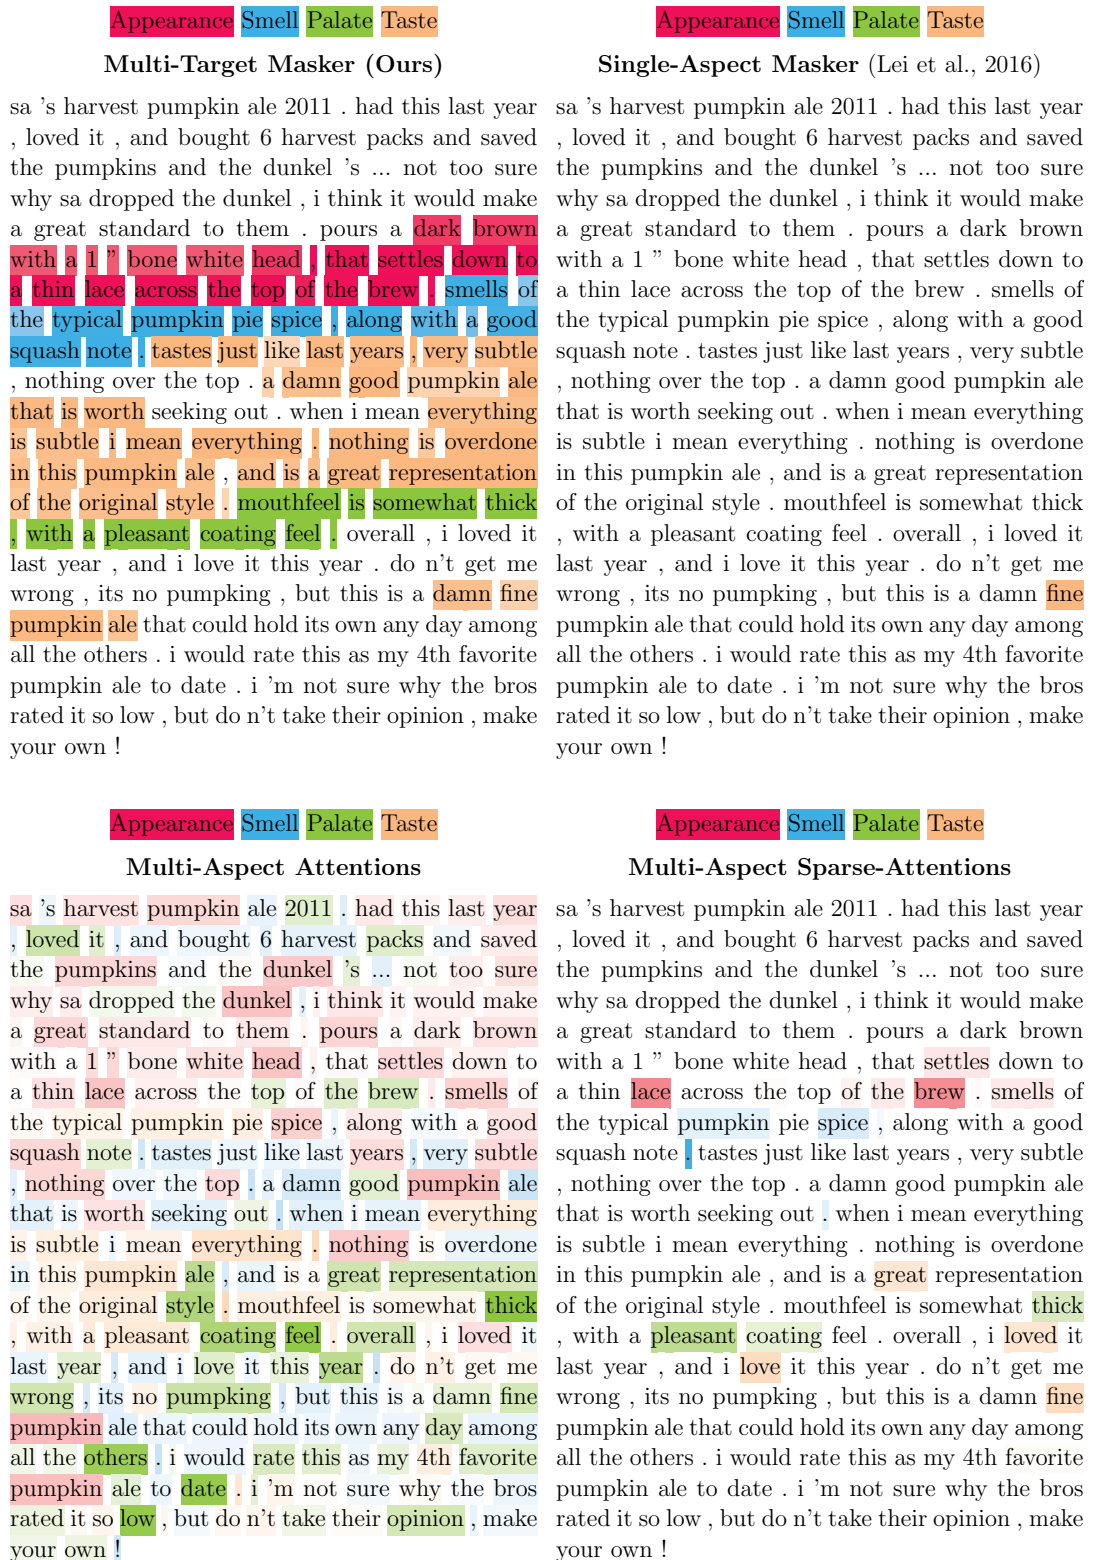 Appearance Smell Palate Taste
Multi-Target Masker (Ours)
sa 's harvest pumpkin ale 2011 . had this last year
, loved it , and bought 6 harvest packs and saved
the pumpkins and the dunkel 's ... not too sure
why sa dropped the dunkel , i think it would make
a great standard to them . pours a dark brown
with a 1 ” bone white head , that settles down to
a thin lace across the top of the brew . smells of
the typical pumpkin pie spice , along with a good
squash note . tastes just like last years , very subtle
, nothing over the top . a damn good pumpkin ale
that is worth seeking out . when i mean everything
is subtle i mean everything . nothing is overdone
in this pumpkin ale , and is a great representation
of the original style . mouthfeel is somewhat thick
, with a pleasant coating feel . overall , i loved it
last year , and i love it this year . do n't get me
wrong , its no pumpking , but this is a damn fine
pumpkin ale that could hold its own any day among
all the others . i would rate this as my 4th favorite
pumpkin ale to date . i 'm not sure why the bros
rated it so low , but do n't take their opinion , make
your own !
Appearance Smell Palate Taste
Single-Aspect Masker (Lei et al., 2016)
sa 's harvest pumpkin ale 2011 . had this last year
, loved it , and bought 6 harvest packs and saved
the pumpkins and the dunkel 's ... not too sure
why sa dropped the dunkel , i think it would make
a great standard to them . pours a dark brown
with a 1 ” bone white head , that settles down to
a thin lace across the top of the brew . smells of
the typical pumpkin pie spice , along with a good
squash note . tastes just like last years , very subtle
, nothing over the top . a damn good pumpkin ale
that is worth seeking out . when i mean everything
is subtle i mean everything . nothing is overdone
in this pumpkin ale , and is a great representation
of the original style . mouthfeel is somewhat thick
, with a pleasant coating feel . overall , i loved it
last year , and i love it this year . do n't get me
wrong , its no pumpking , but this is a damn fine
pumpkin ale that could hold its own any day among
all the others . i would rate this as my 4th favorite
pumpkin ale to date . i 'm not sure why the bros
rated it so low , but do n't take their opinion , make
your own !
Appearance Smell Palate Taste
Multi-Aspect Attentions
sa 's harvest pumpkin ale 2011 . had this last year
, loved it , and bought 6 harvest packs and saved
the pumpkins and the dunkel 's ... not too sure
why sa dropped the dunkel , i think it would make
a great standard to them . pours a dark brown
with a 1 ” bone white head , that settles down to
a thin lace across the top of the brew . smells of
the typical pumpkin pie spice , along with a good
squash note . tastes just like last years , very subtle
, nothing over the top . a damn good pumpkin ale
that is worth seeking out . when i mean everything
is subtle i mean everything . nothing is overdone
in this pumpkin ale , and is a great representation
of the original style . mouthfeel is somewhat thick
, with a pleasant coating feel . overall , i loved it
last year , and i love it this year . do n't get me
wrong , its no pumpking , but this is a damn fine
pumpkin ale that could hold its own any day among
all the others . i would rate this as my 4th favorite
pumpkin ale to date . i 'm not sure why the bros
rated it so low , but do n't take their opinion , make
your own !
Appearance Smell Palate Taste
Multi-Aspect Sparse-Attentions
sa 's harvest pumpkin ale 2011 . had this last year
, loved it , and bought 6 harvest packs and saved
the pumpkins and the dunkel 's ... not too sure
why sa dropped the dunkel , i think it would make
a great standard to them . pours a dark brown
with a 1 ” bone white head , that settles down to
a thin lace across the top of the brew . smells of
the typical pumpkin pie spice , along with a good
squash note . tastes just like last years , very subtle
, nothing over the top . a damn good pumpkin ale
that is worth seeking out . when i mean everything
is subtle i mean everything . nothing is overdone
in this pumpkin ale , and is a great representation
of the original style . mouthfeel is somewhat thick
, with a pleasant coating feel . overall , i loved it
last year , and i love it this year . do n't get me
wrong , its no pumpking , but this is a damn fine
pumpkin ale that could hold its own any day among
all the others . i would rate this as my 4th favorite
pumpkin ale to date . i 'm not sure why the bros
rated it so low , but do n't take their opinion , make
your own !